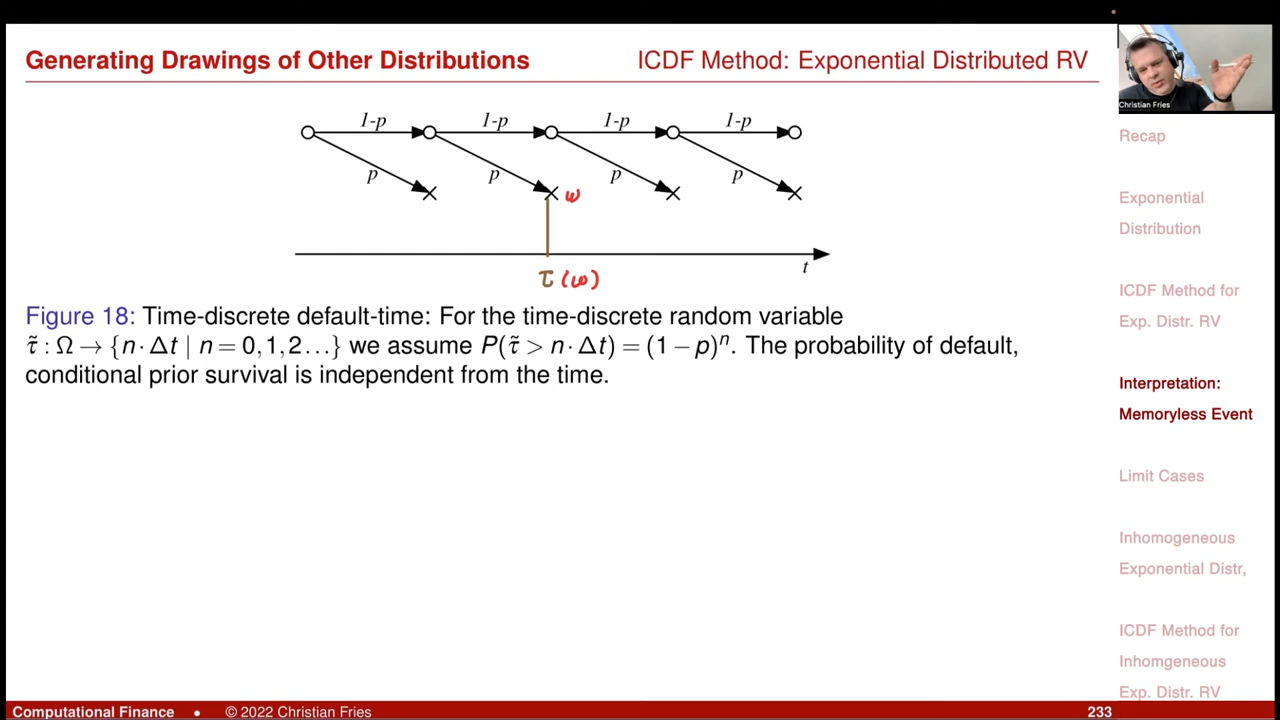 Generating Drawings of Other Distributions
ICDF Method: Exponential Distributed RV
Christian Fries
1-p 1-p 1-p 1-p
p p p p
ω
t
τ(ω)
Figure 18: Time-discrete default-time: For the time-discrete random variable
τ̃ : Ω → {n · Δt | n = 0, 1, 2 ...} we assume P(τ̃ > n · Δt) = (1 − p)ⁿ. The probability of default,
conditional prior survival is independent from the time.
Recap
Exponential
Distribution
ICDF Method for
Exp. Distr. RV
Interpretation:
Memoryless Event
Limit Cases
Inhomogeneous
Exponential Distr,
ICDF Method for
Inhomgeneous
Exp. Distr. RV
Computational Finance • © 2022 Christian Fries 233